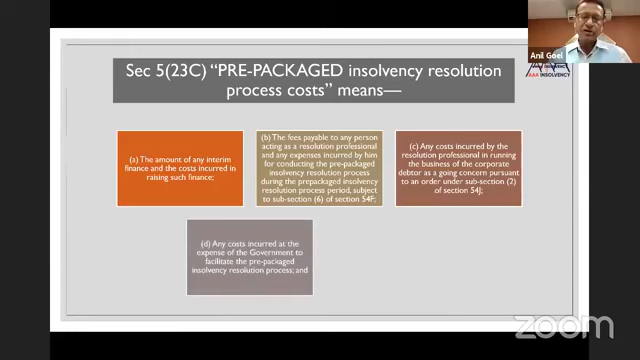 Anil Goel
AAA INSOLVENCY
Sec 5(23C) “PRE-PACKAGED insolvency resolution
process costs” means—
(a) The amount of any interim
finance and the costs incurred in
raising such finance;
(b) The fees payable to any person
acting as a resolution professional
and any expenses incurred by him
for conducting the pre-packaged
insolvency resolution process
during the prepackaged insolvency
resolution process period, subject
to sub-section (6) of section 54F;
(c) Any costs incurred by the
resolution professional in running
the business of the corporate
debtor as a going concern pursuant
to an order under sub-section (2) of
section 54J;
(d) Any costs incurred at the
expense of the Government to
facilitate the pre-packaged
insolvency resolution process; and
zoom